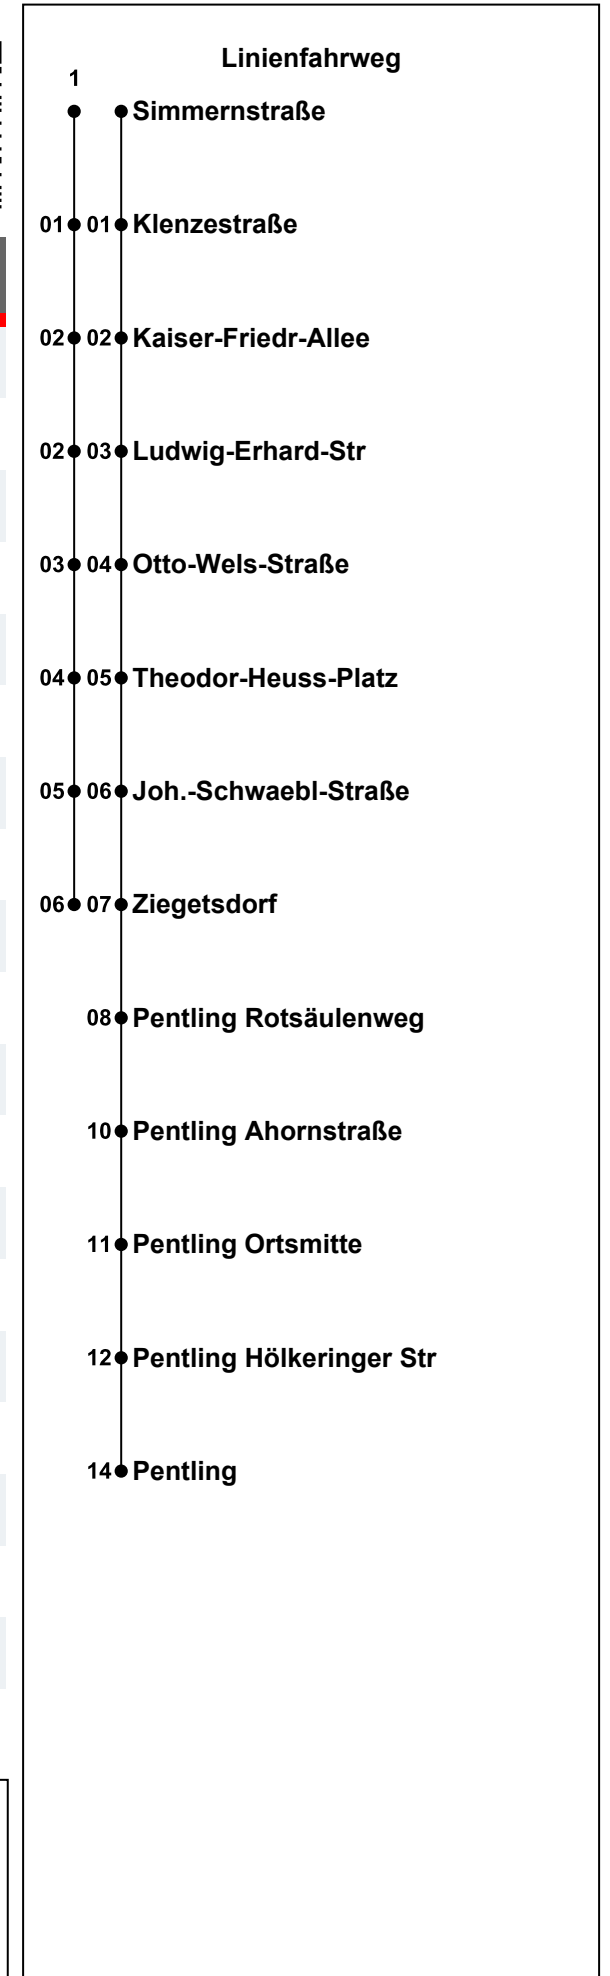 Linienfahrweg
1
Simmernstraße
01 01 Klenzestraße
02 02 Kaiser-Friedr-Allee
02 03 Ludwig-Erhard-Str
03 04 Otto-Wels-Straße
04 05 Theodor-Heuss-Platz
05 06 Joh.-Schwaebl-Straße
06 07 Ziegetsdorf
08 Pentling Rotsäulenweg
10 Pentling Ahornstraße
11 Pentling Ortsmitte
12 Pentling Hölkeringer Str
14 Pentling